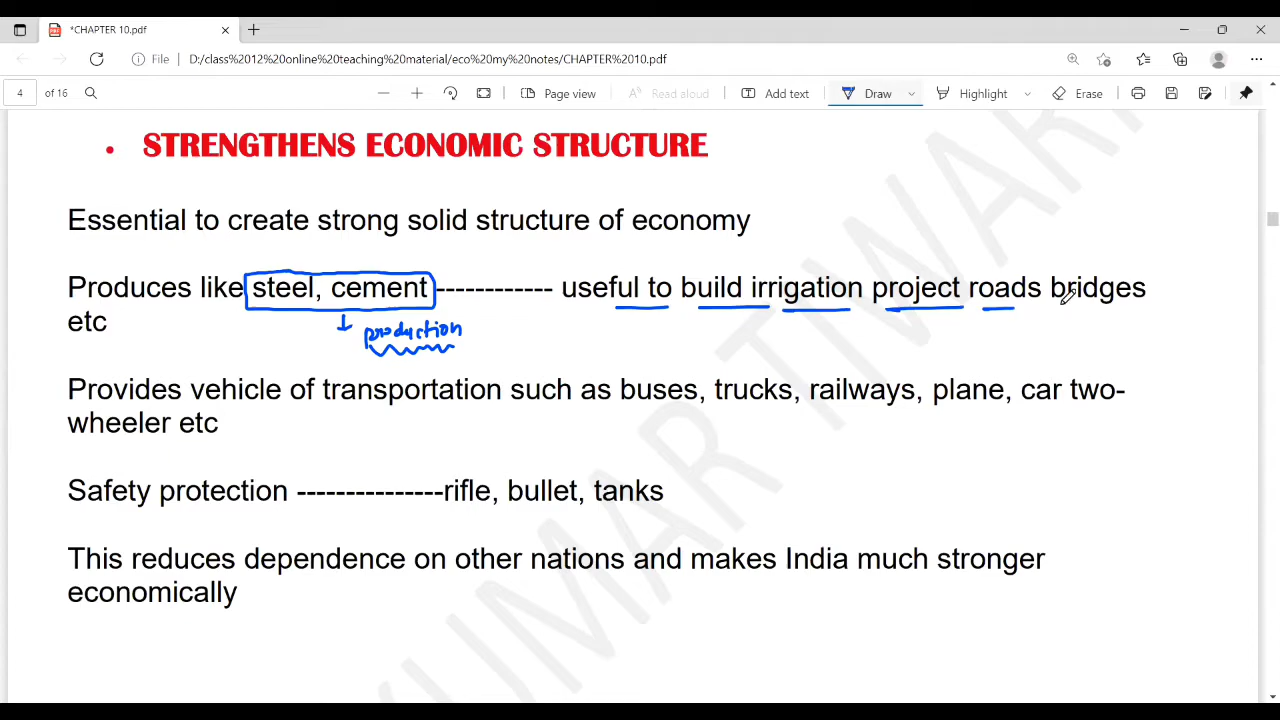 *CHAPTER 10.pdf
File D:/class%2012%20online%20teaching%20material/eco%20my%20notes/CHAPTER%2010.pdf
4 of 16 Page view Read aloud Add text Draw Highlight Erase
• STRENGTHENS ECONOMIC STRUCTURE
Essential to create strong solid structure of economy
Produces like steel, cement ------------ useful to build irrigation project roads bridges
etc
production
Provides vehicle of transportation such as buses, trucks, railways, plane, car two-
wheeler etc
Safety protection ---------------rifle, bullet, tanks
This reduces dependence on other nations and makes India much stronger
economically
KUMAR TIWARI